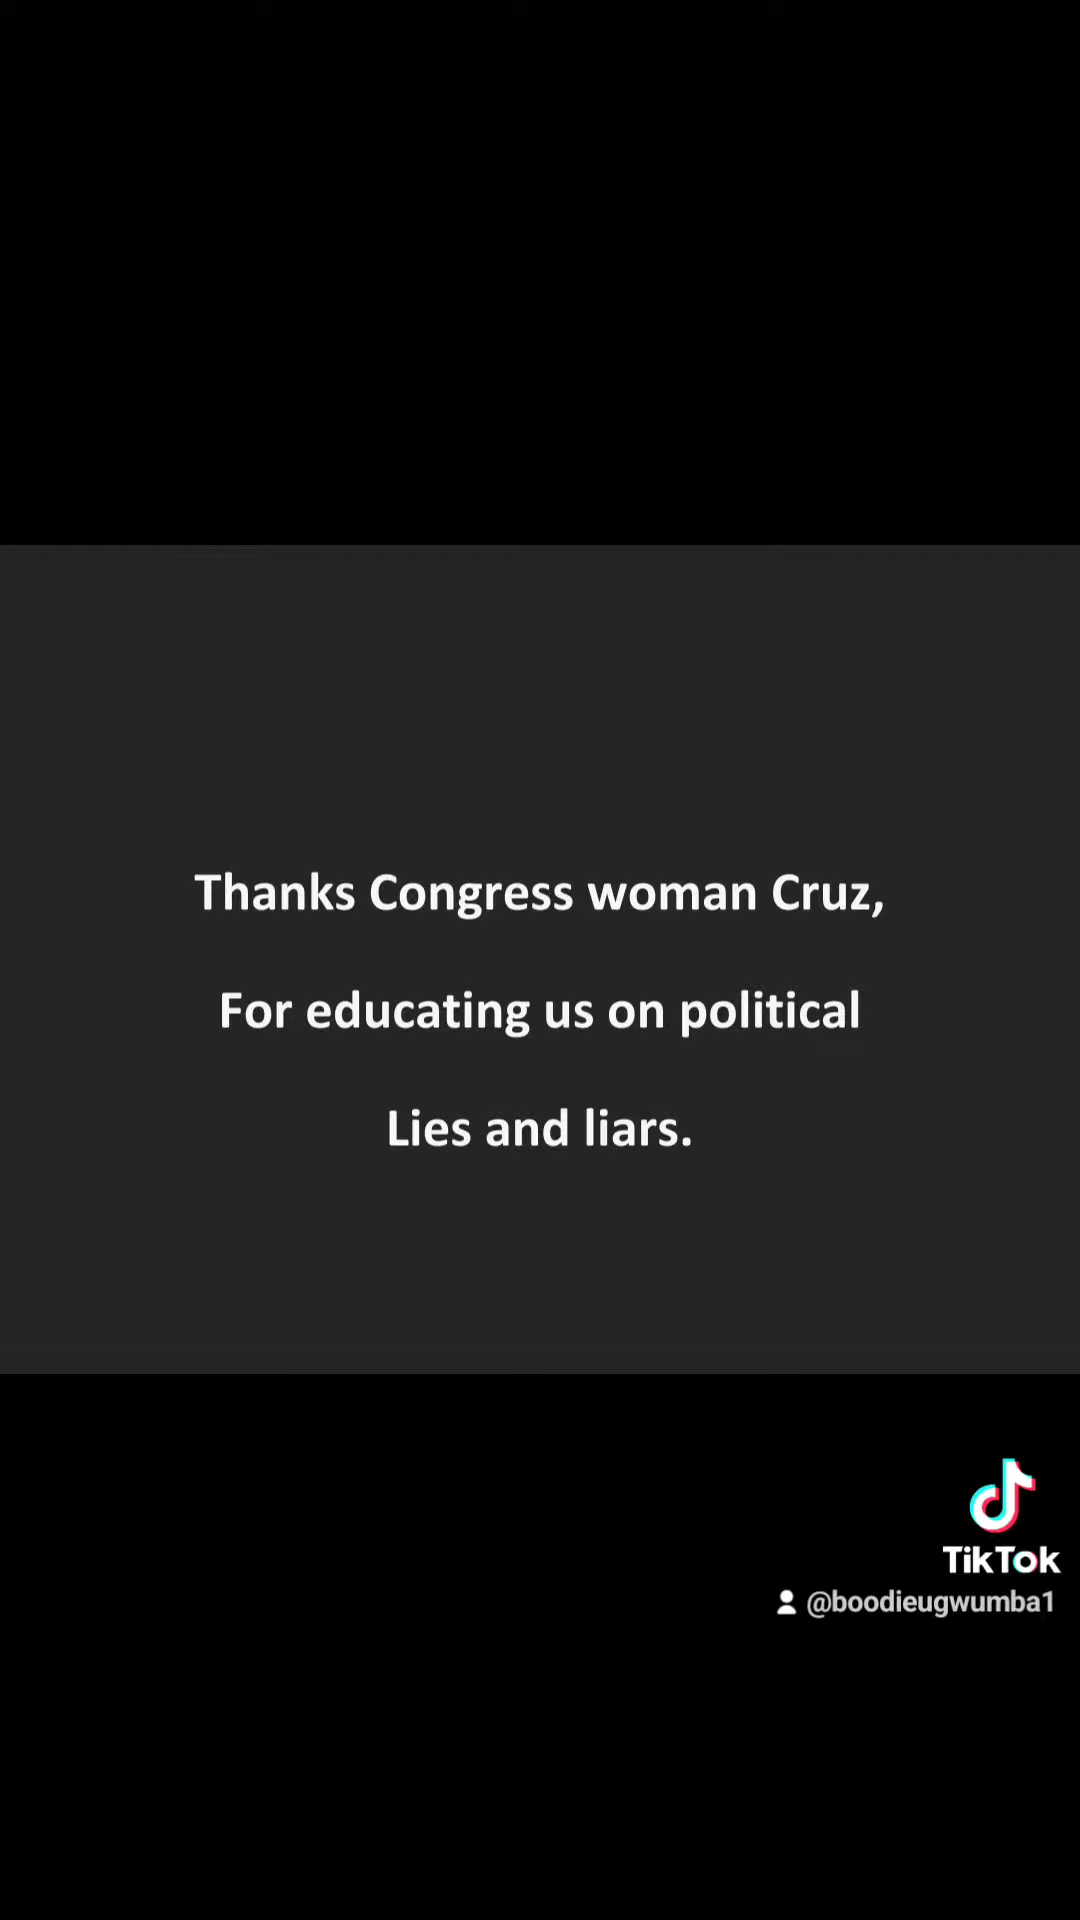 Thanks Congress woman Cruz,
For educating us on political
Lies and liars.
TikTok
@boodieugwumba1